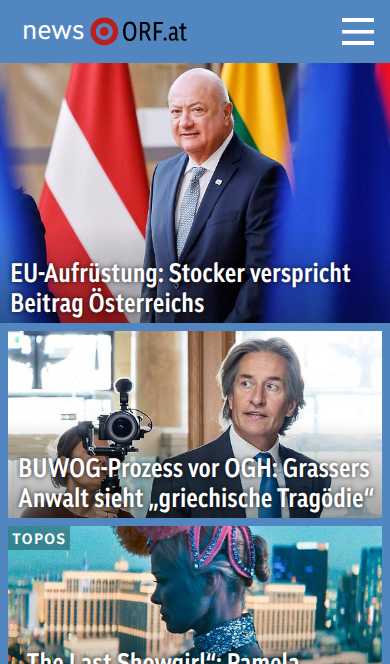 news ORF.at
EU-Aufrüstung: Stocker verspricht
Beitrag Österreichs
BUWOG-Prozess vor OGH: Grassers
Anwalt sieht „griechische Tragödie“
TOPOS
„The Last Showgirl“: Pamela